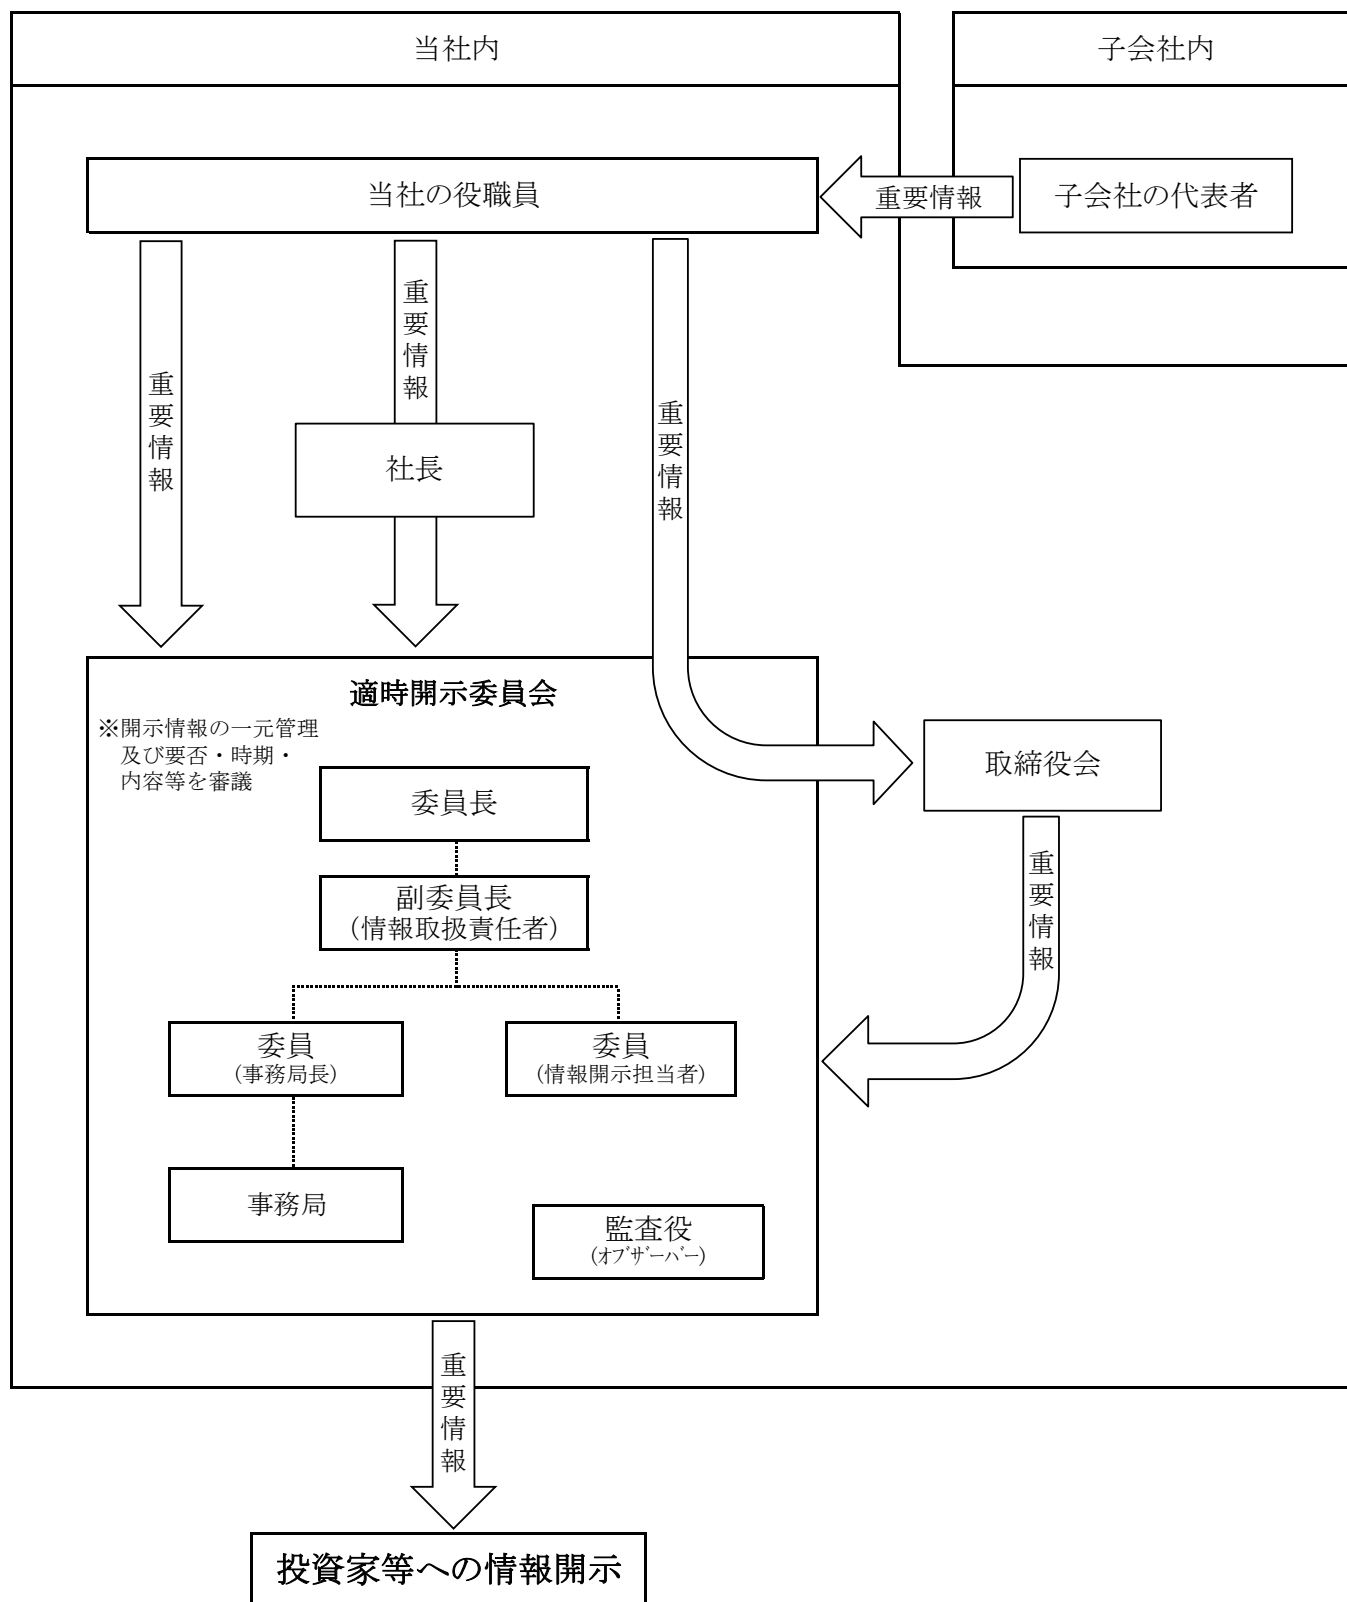 当社内
子会社内
当社の役職員
重要情報
子会社の代表者
重要情報
重要情報
重要情報
社長
適時開示委員会
※開示情報の一元管理
及び要否・時期・
内容等を審議
取締役会
委員長
重要情報
副委員長
(情報取扱責任者)
委員
(事務局長)
委員
(情報開示担当者)
事務局
監査役
(ｵﾌﾞｻﾞｰﾊﾞｰ)
重要情報
投資家等への情報開示